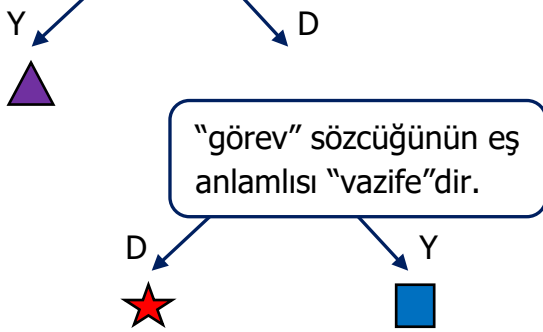 Y
D
“görev” sözcüğünün eş
anlamlısı “vazife”dir.
D
Y